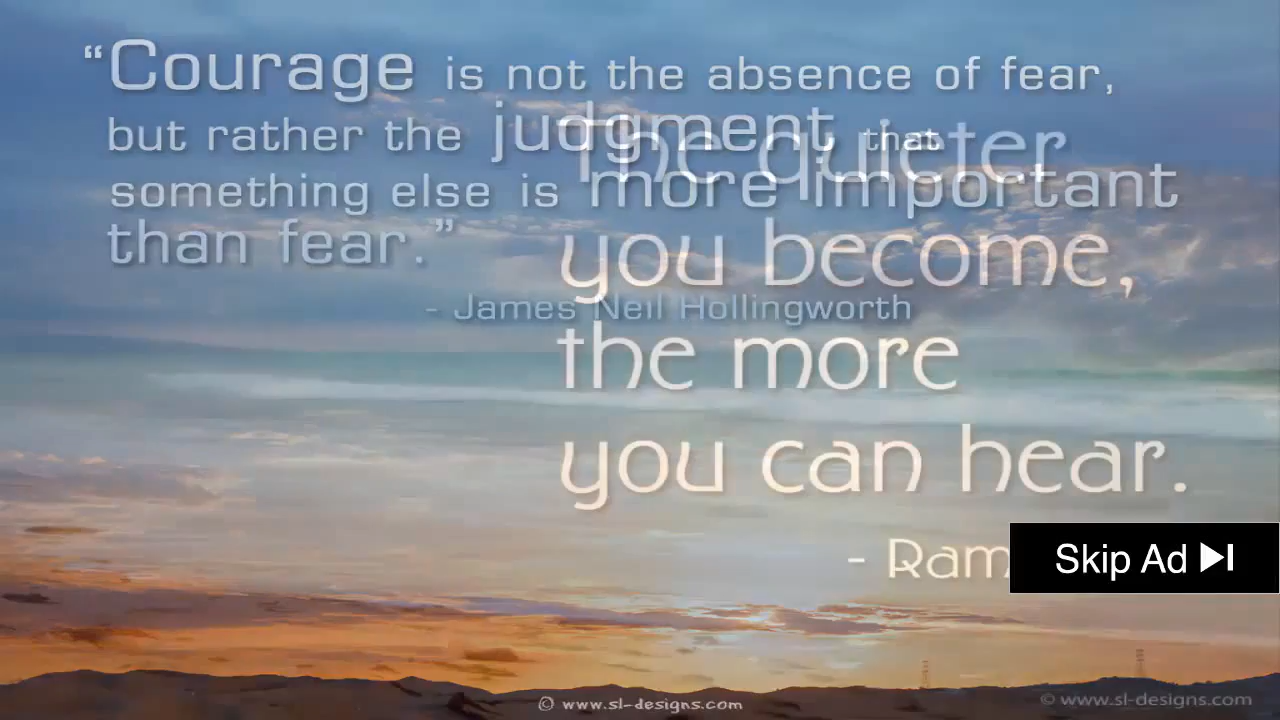 “Courage is not the absence of fear,
but rather the judgment, that
something else is more important
than fear.”
- James Neil Hollingworth
The quieter
you become,
the more
you can hear.
- Ram
Skip Ad
© www.sl-designs.com
© www.sl-designs.com